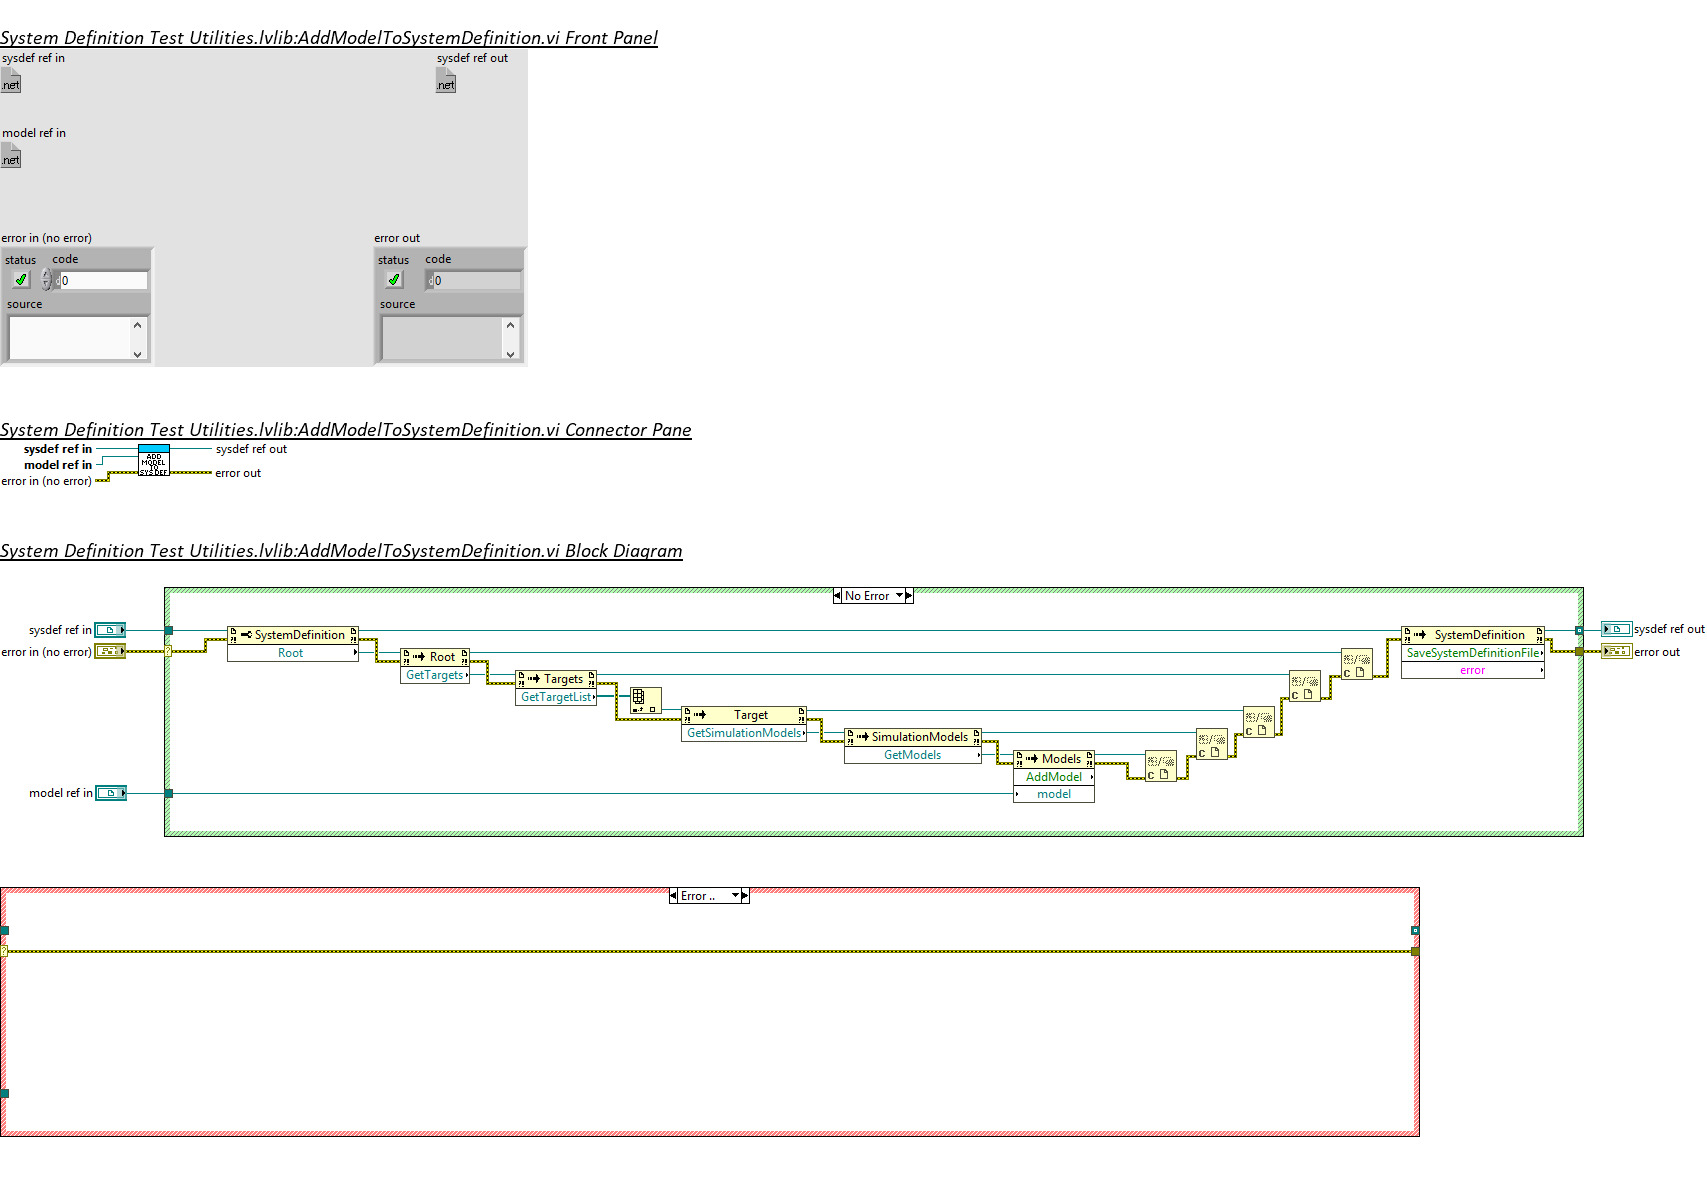 System Definition Test Utilities.lvlib:AddModelToSystemDefinition.vi Front Panel
sysdef ref in
sysdef ref out
.net
.net
model ref in
.net
error in (no error)
error out
status
code
status
code
d
0
d
0
source
source
System Definition Test Utilities.lvlib:AddModelToSystemDefinition.vi Connector Pane
sysdef ref in
sysdef ref out
model ref in
ADD
MODEL
TO
SYSDEF
error in (no error)
error out
System Definition Test Utilities.lvlib:AddModelToSystemDefinition.vi Block Diagram
No Error
sysdef ref in
SystemDefinition
Root
error in (no error)
Root
GetTargets
Targets
GetTargetList
Target
GetSimulationModels
SimulationModels
GetModels
Models
AddModel
model
C
C
C
C
C
SystemDefinition
SaveSystemDefinitionFile
error
sysdef ref out
error out
?
model ref in
Error ..
?